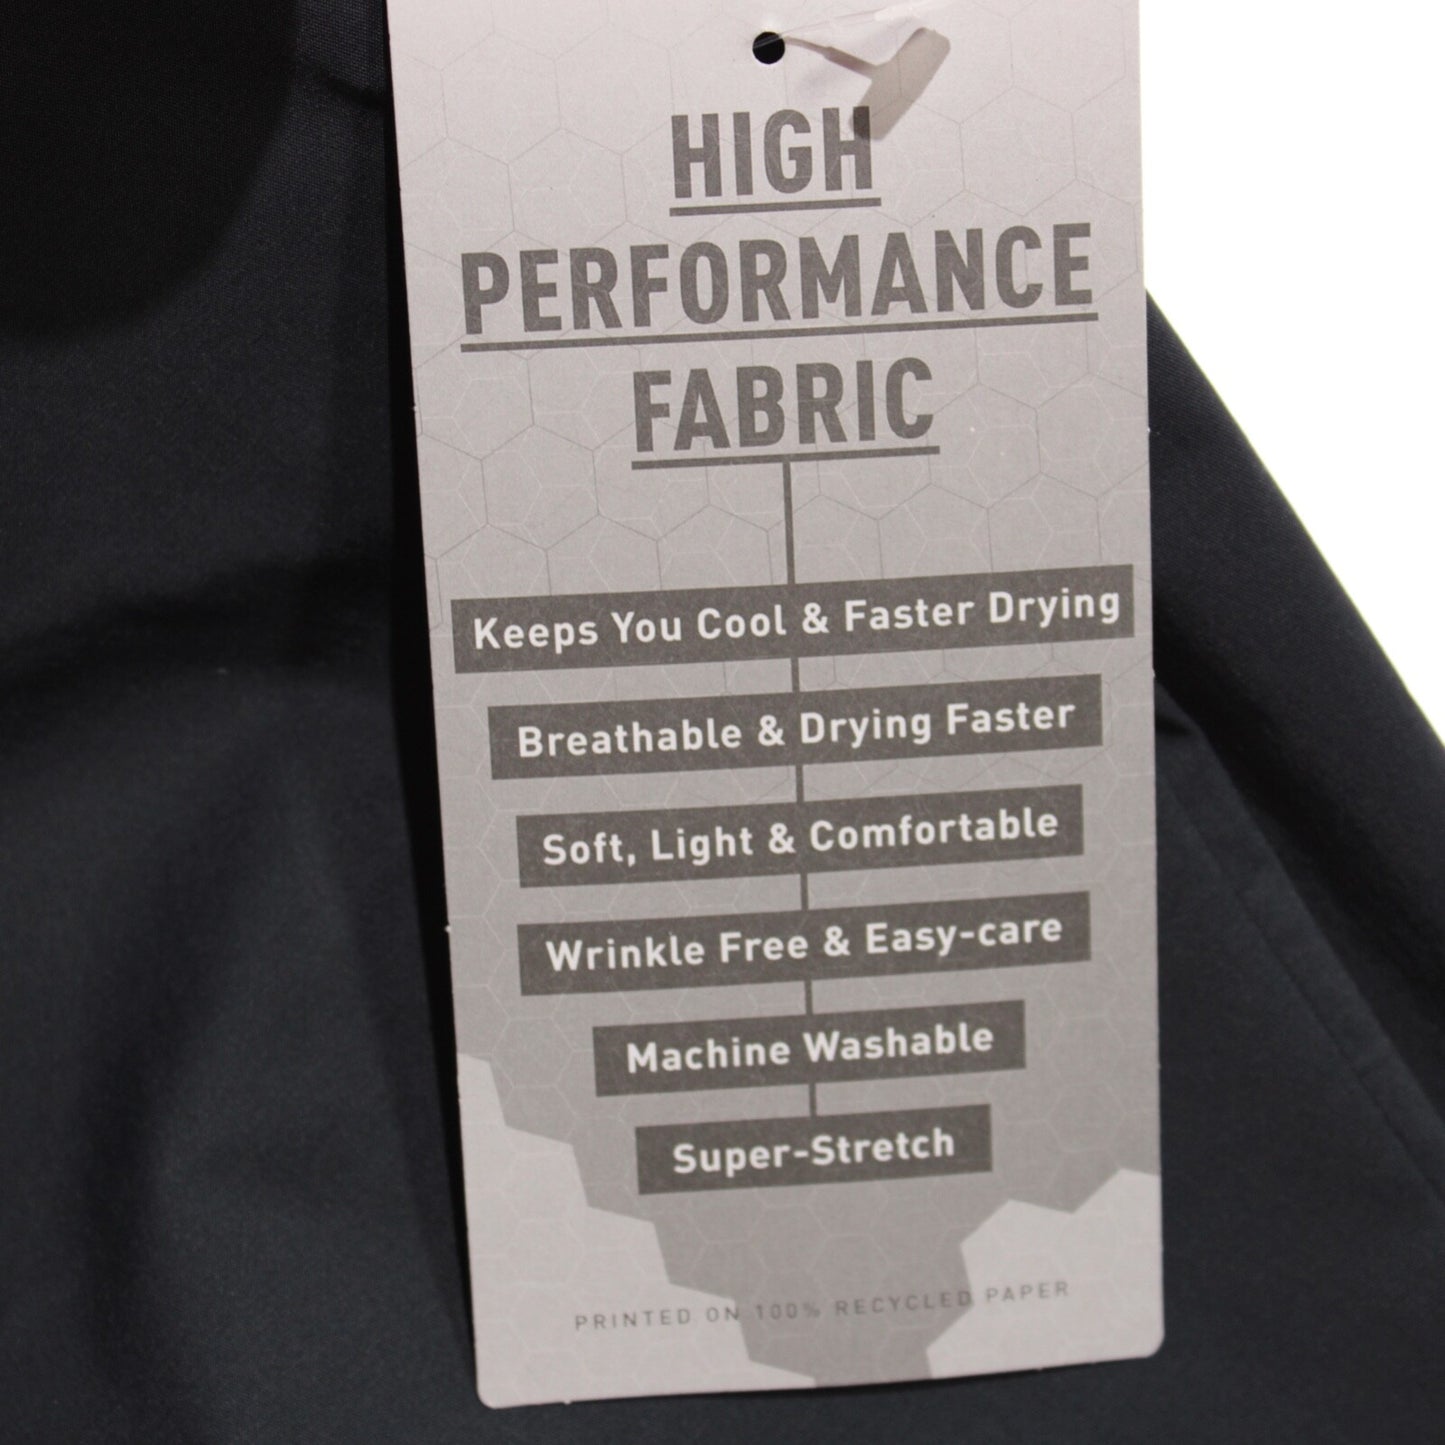 HIGH
PERFORMANCE
FABRIC
Keeps You Cool & Faster Drying
Breathable & Drying Faster
Soft, Light & Comfortable
Wrinkle Free & Easy-care
Machine Washable
Super-Stretch
PRINTED ON 100% RECYCLED PAPER